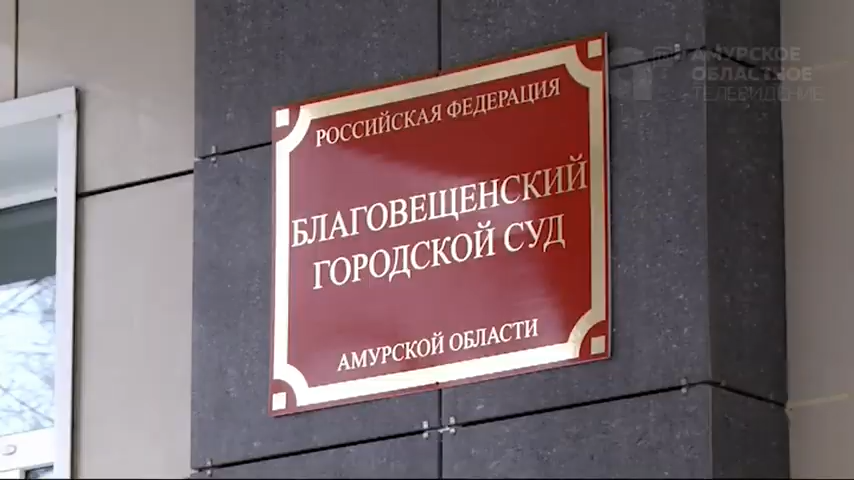 РОССИЙСКАЯ ФЕДЕРАЦИЯ
БЛАГОВЕЩЕНСКИЙ
ГОРОДСКОЙ СУД
АМУРСКОЙ ОБЛАСТИ
АМУРСКОЕ
ОБЛАСТНОЕ
ТЕЛЕВИДЕНИЕ